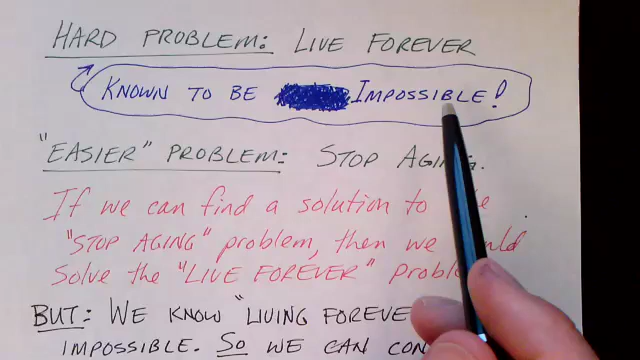 HARD PROBLEM: LIVE FOREVER
KNOWN TO BE IMPOSSIBLE!
"EASIER" PROBLEM: STOP AGING.
If we can find a solution to
"STOP AGING" problem, then we
Solve the "LIVE FOREVER"
BUT: WE KNOW "LIVING FOREVE
IMPOSSIBLE. SO WE CAN